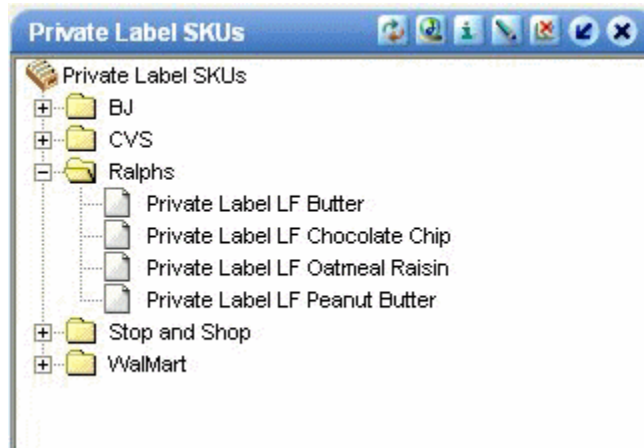 Private Label SKUs
Private Label SKUs
BJ
CVS
Ralphs
Private Label LF Butter
Private Label LF Chocolate Chip
Private Label LF Oatmeal Raisin
Private Label LF Peanut Butter
Stop and Shop
WalMart